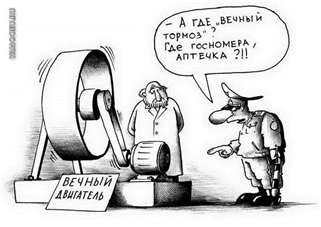 – А ГДЕ „ВЕЧНЫЙ
ТОРМОЗ"?
ГДЕ ГОСНОМЕРА,
АПТЕЧКА ?!!
ВЕЧНЫЙ
ДВИГАТЕЛЬ